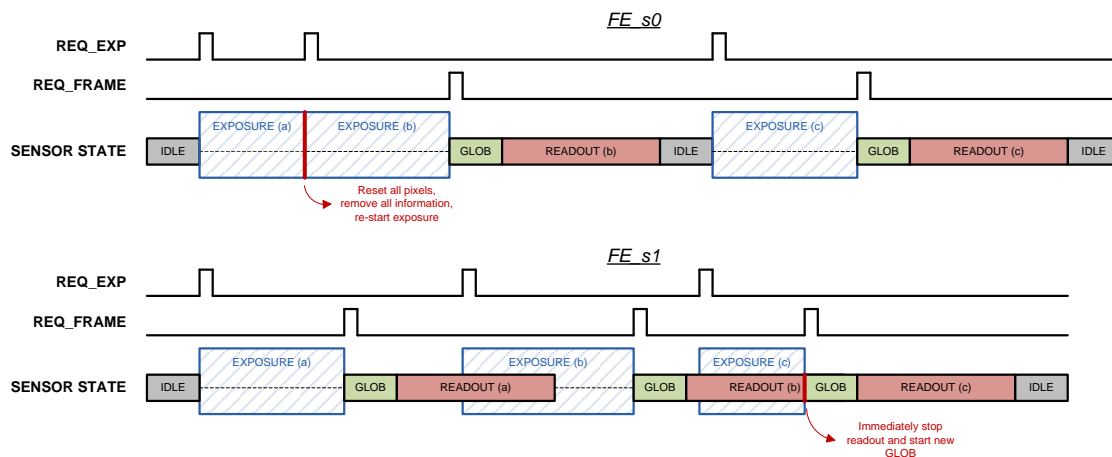 FE_s0
REQ_EXP
REQ_FRAME
EXPOSURE (a)
EXPOSURE (b)
EXPOSURE (c)
SENSOR STATE
IDLE
GLOB
READOUT (b)
IDLE
GLOB
READOUT (c)
IDLE
Reset all pixels,
remove all information,
re-start exposure
FE_s1
REQ_EXP
REQ_FRAME
EXPOSURE (a)
EXPOSURE (b)
EXPOSURE (c)
SENSOR STATE
IDLE
GLOB
READOUT (a)
GLOB
READOUT (b)
GLOB
READOUT (c)
IDLE
Immediately stop
readout and start new
GLOB